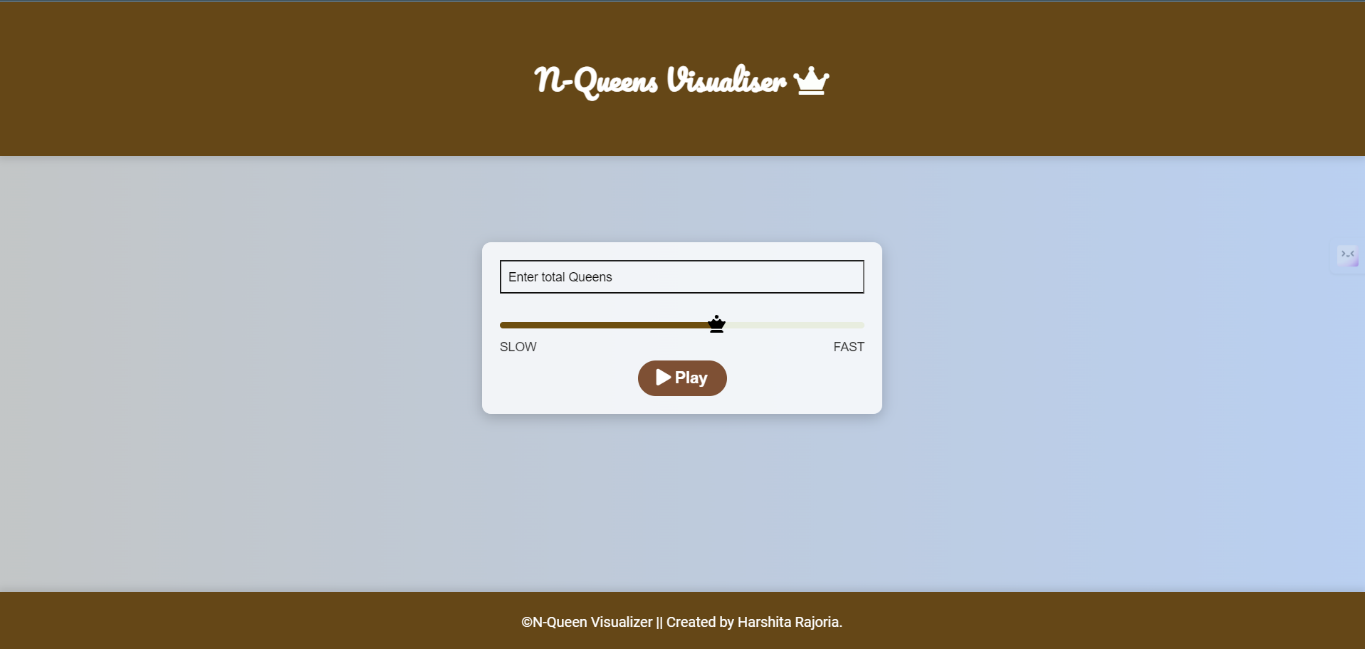 N-Queens Visualiser
Enter total Queens
SLOW
FAST
Play
©N-Queen Visualizer || Created by Harshita Rajoria.